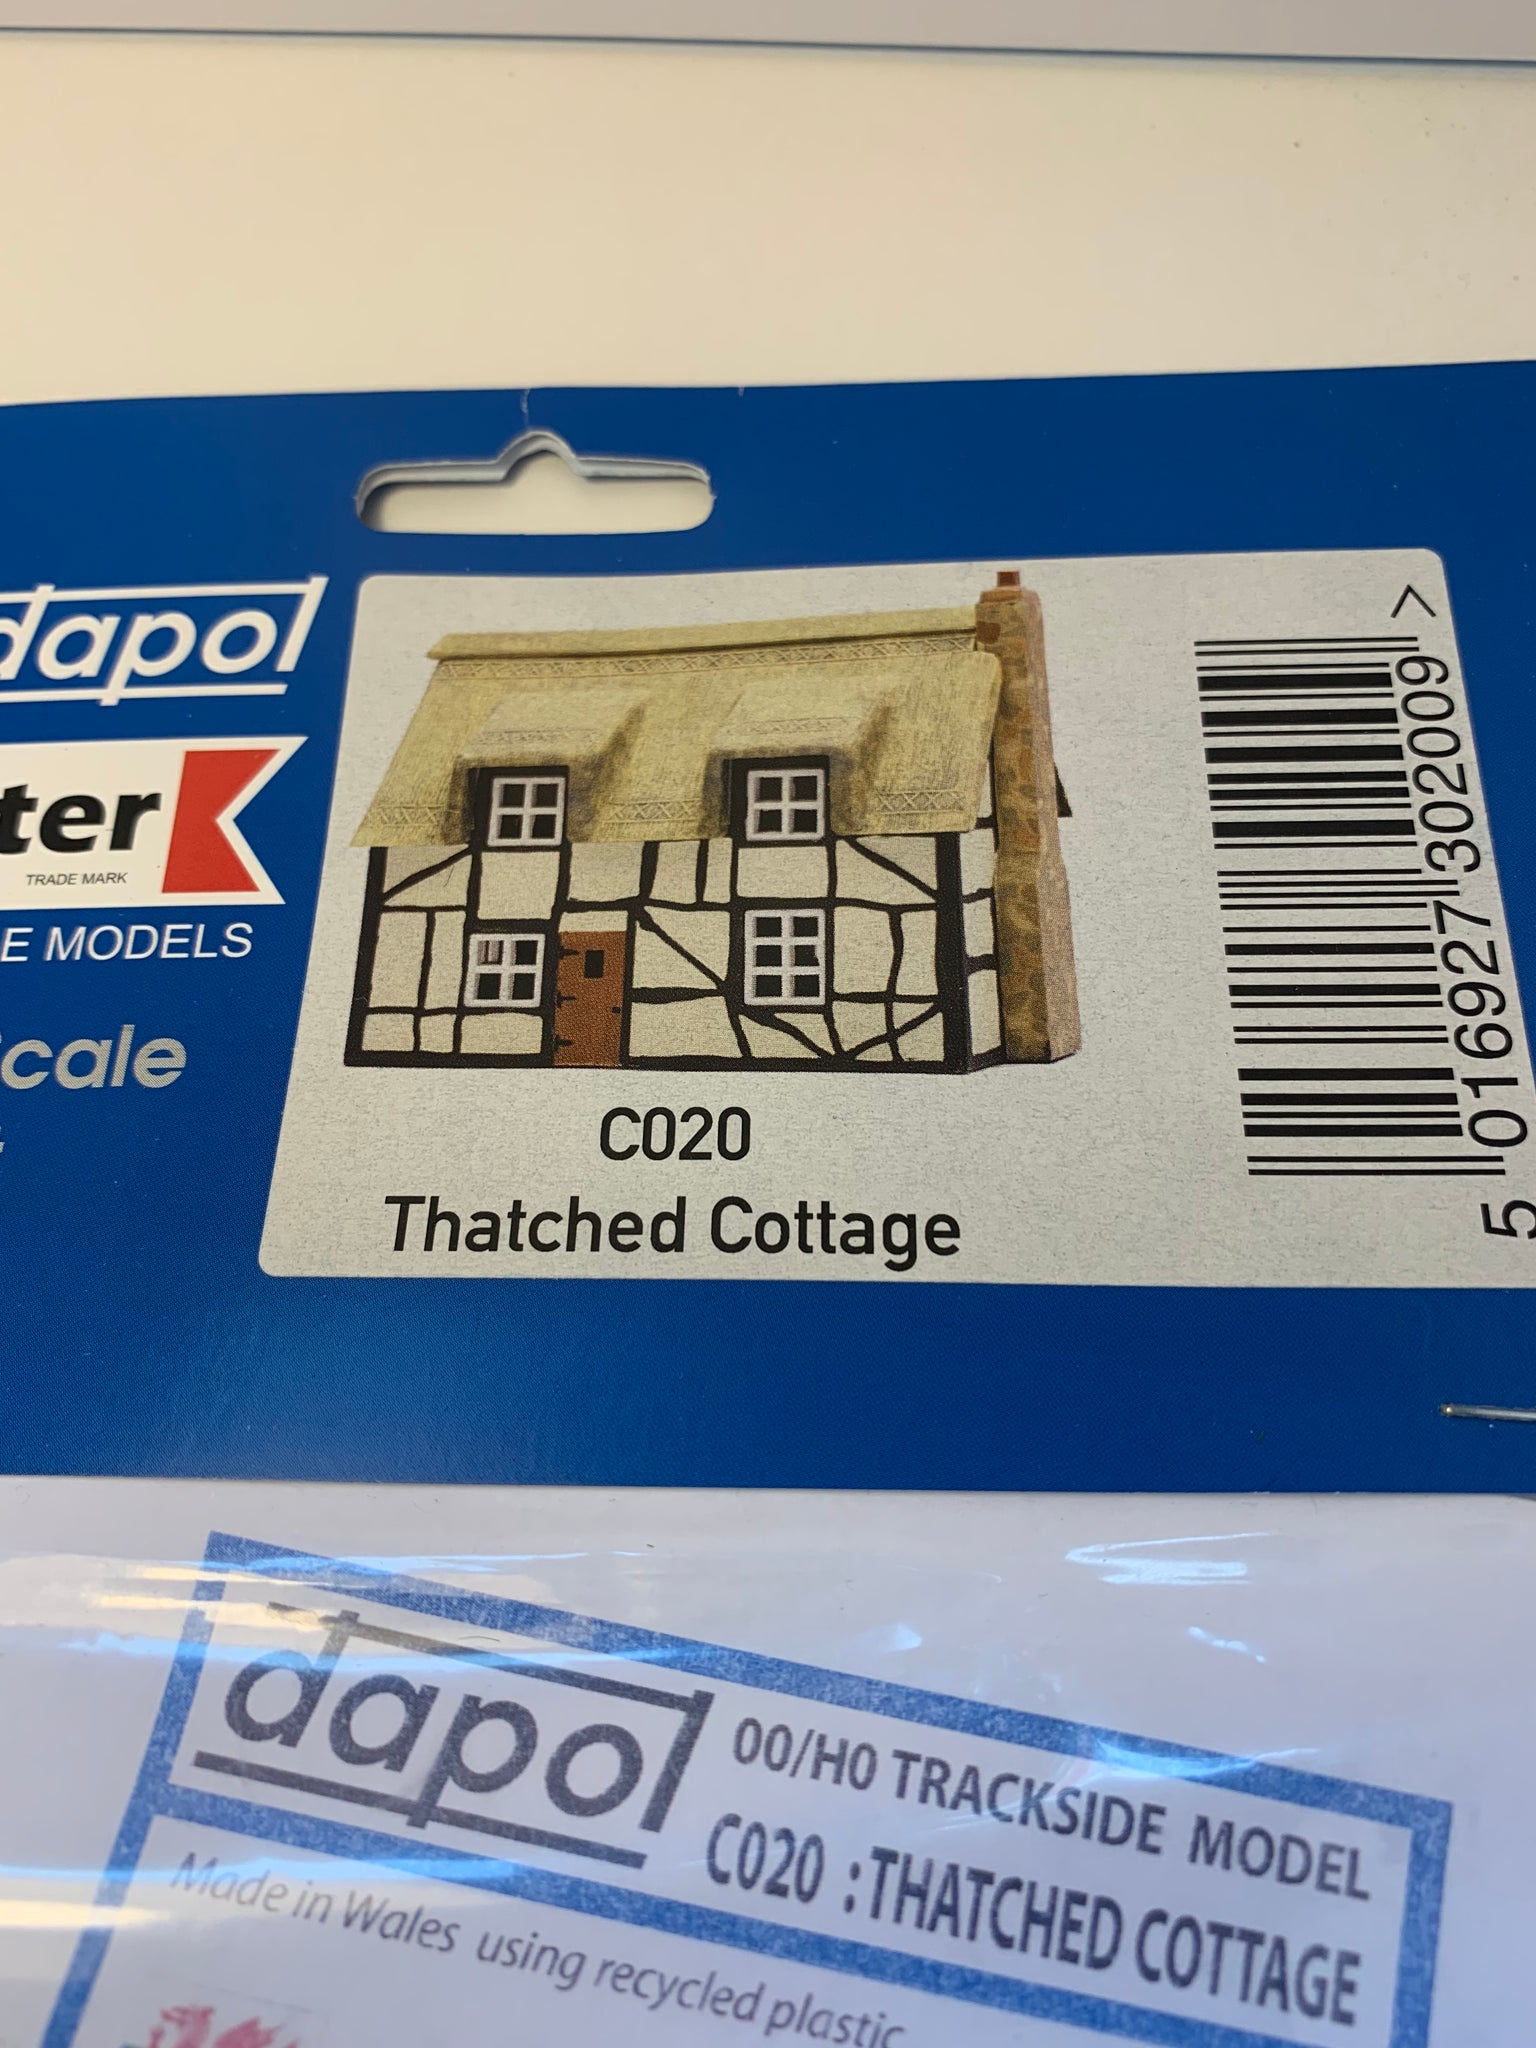 dapol
ter
TRADE MARK
E MODELS
cale
C020
Thatched Cottage
5 016927 302009 >
dapol
00/H0 TRACKSIDE MODEL
C020 : THATCHED COTTAGE
Made in Wales using recycled plastic